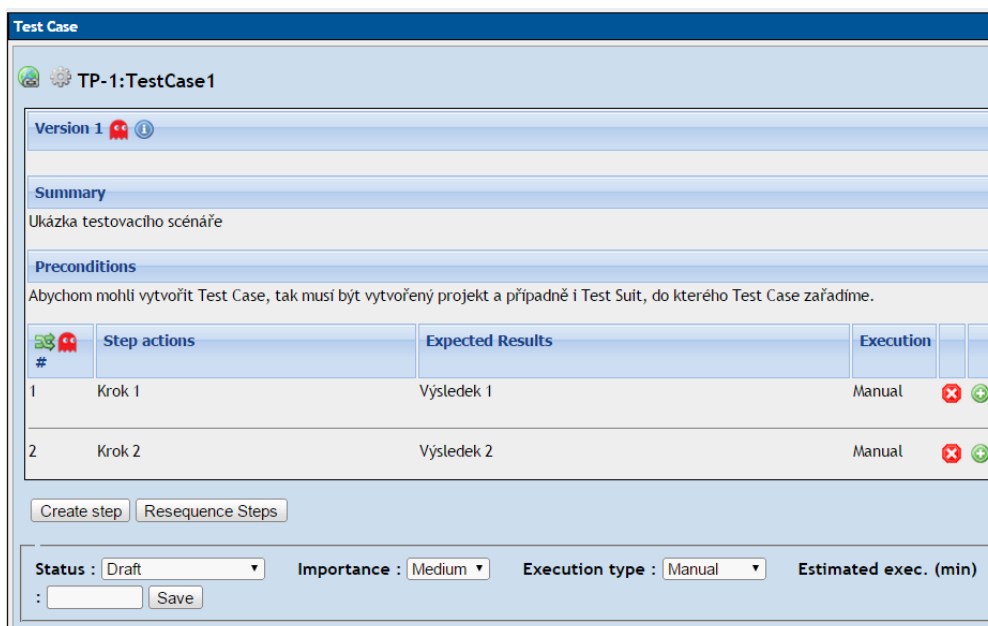 Test Case
TP-1:TestCase1
Version 1
Summary
Ukázka testovacího scénáře
Preconditions
Abychom mohli vytvořit Test Case, tak musí být vytvořený projekt a případně i Test Suit, do kterého Test Case zařadíme.
# Step actions Expected Results Execution
1 Krok 1 Výsledek 1 Manual
2 Krok 2 Výsledek 2 Manual
Create step Resequence Steps
Status : Draft Importance : Medium Execution type : Manual Estimated exec. (min)
: Save